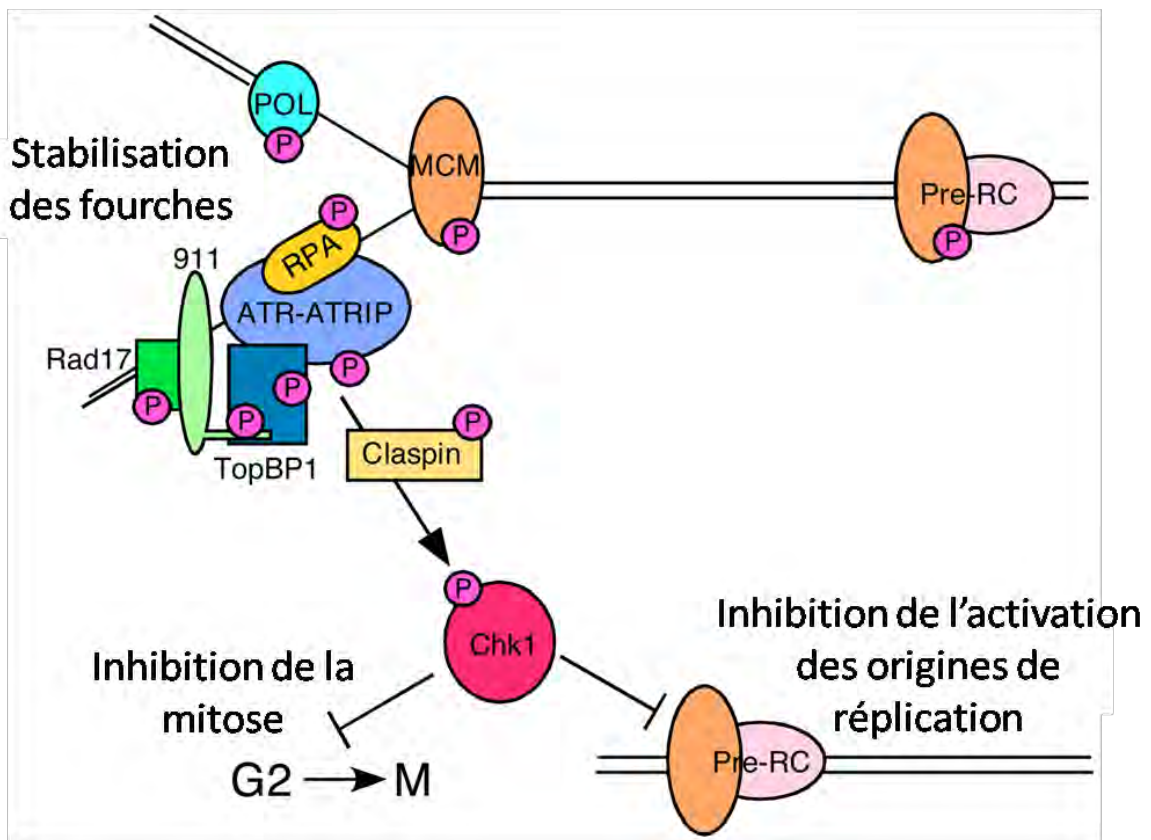 POL
P
Stabilisation
des fourches
MCM
P
Pre-RC
P
P
RPA
911
ATR-ATRIP
Rad17
P
P
P
P
TopBP1
P
Claspin
P
Chk1
Inhibition de la
mitose
G2
M
Inhibition de l’activation
des origines de
réplication
Pre-RC